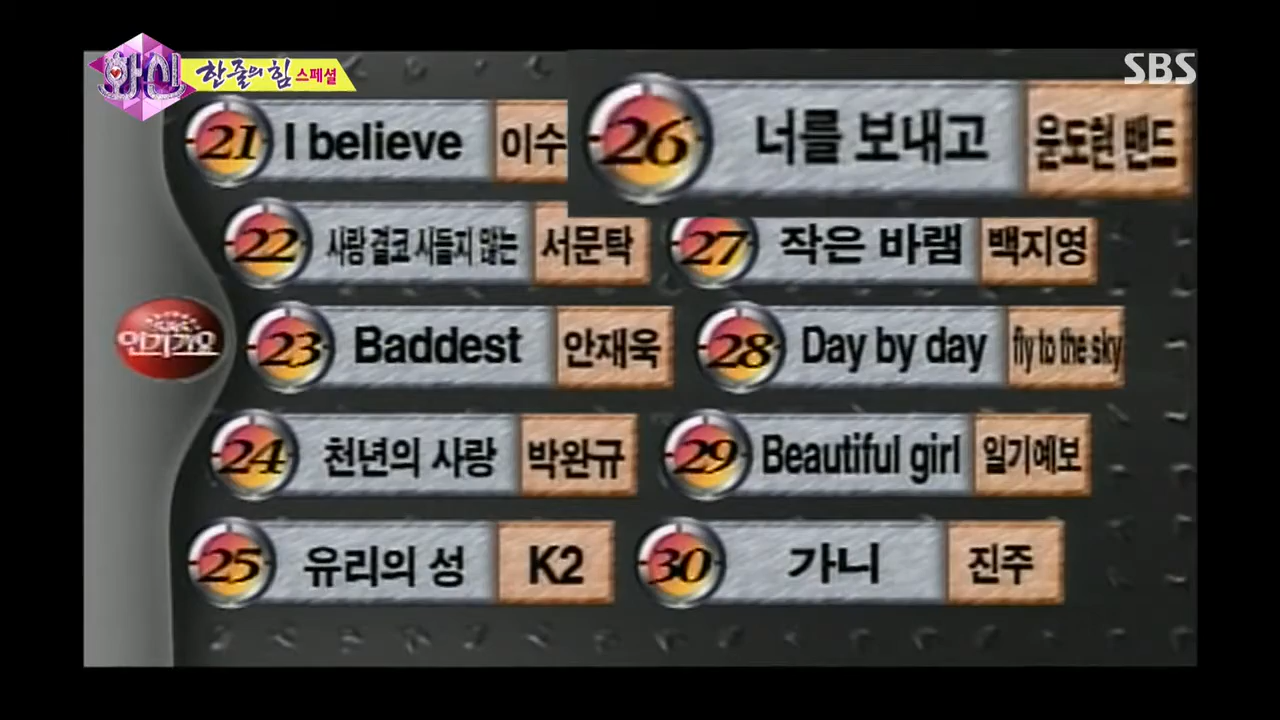 화신
한 줄의 힘 스페셜
SBS
21 I believe 이수
22 사랑 결코 시들지 않는 서문탁
23 Baddest 안재욱
24 천년의 사랑 박완규
25 유리의 성 K2
26 너를 보내고 윤도현 밴드
27 작은 바램 백지영
28 Day by day fly to the sky
29 Beautiful girl 일기예보
30 가니 진주
SBS
인기가요